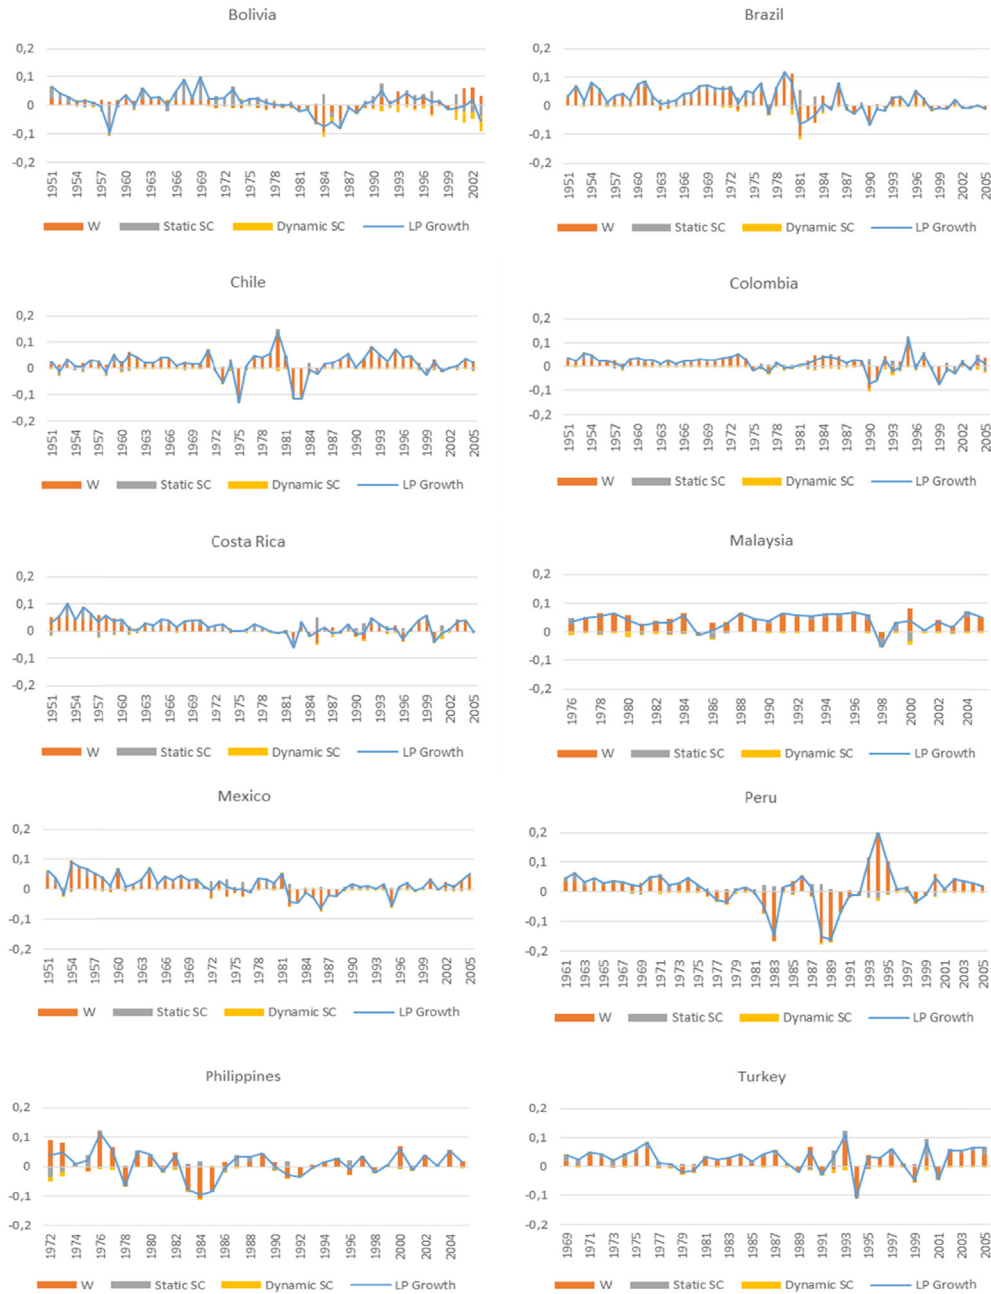 Bolivia
0,2
0,1
0
-0,1
-0,2
1951 1954 1957 1960 1963 1966 1969 1972 1975 1978 1981 1984 1987 1990 1993 1996 1999 2002
W Static SC Dynamic SC LP Growth
Brazil
0,2
0,1
0
-0,1
-0,2
1951 1954 1957 1960 1963 1966 1969 1972 1975 1978 1981 1984 1987 1990 1993 1996 1999 2002 2005
W Static SC Dynamic SC LP Growth
Chile
0,2
0,1
0
-0,1
-0,2
1951 1954 1957 1960 1963 1966 1969 1972 1975 1978 1981 1984 1987 1990 1993 1996 1999 2002 2005
W Static SC Dynamic SC LP Growth
Colombia
0,2
0,1
0
-0,1
-0,2
1951 1954 1957 1960 1963 1966 1969 1972 1975 1978 1981 1984 1987 1990 1993 1996 1999 2002 2005
W Static SC Dynamic SC LP Growth
Costa Rica
0,2
0,1
0
-0,1
-0,2
1951 1954 1957 1960 1963 1966 1969 1972 1975 1978 1981 1984 1987 1990 1993 1996 1999 2002 2005
W Static SC Dynamic SC LP Growth
Malaysia
0,2
0,1
0
-0,1
-0,2
1976 1978 1980 1982 1984 1986 1988 1990 1992 1994 1996 1998 2000 2002 2004
W Static SC Dynamic SC LP Growth
Mexico
0,2
0,1
0
-0,1
-0,2
1951 1954 1957 1960 1963 1966 1969 1972 1975 1978 1981 1984 1987 1990 1993 1996 1999 2002 2005
W Static SC Dynamic SC LP Growth
Peru
0,2
0,1
0
-0,1
-0,2
1961 1963 1965 1967 1969 1971 1973 1975 1977 1979 1981 1983 1985 1987 1989 1991 1993 1995 1997 1999 2001 2003 2005
W Static SC Dynamic SC LP Growth
Philippines
0,2
0,1
0
-0,1
-0,2
1972 1974 1976 1978 1980 1982 1984 1986 1988 1990 1992 1994 1996 1998 2000 2002 2004
W Static SC Dynamic SC LP Growth
Turkey
0,2
0,1
0
-0,1
-0,2
1969 1971 1973 1975 1977 1979 1981 1983 1985 1987 1989 1991 1993 1995 1997 1999 2001 2003 2005
W Static SC Dynamic SC LP Growth